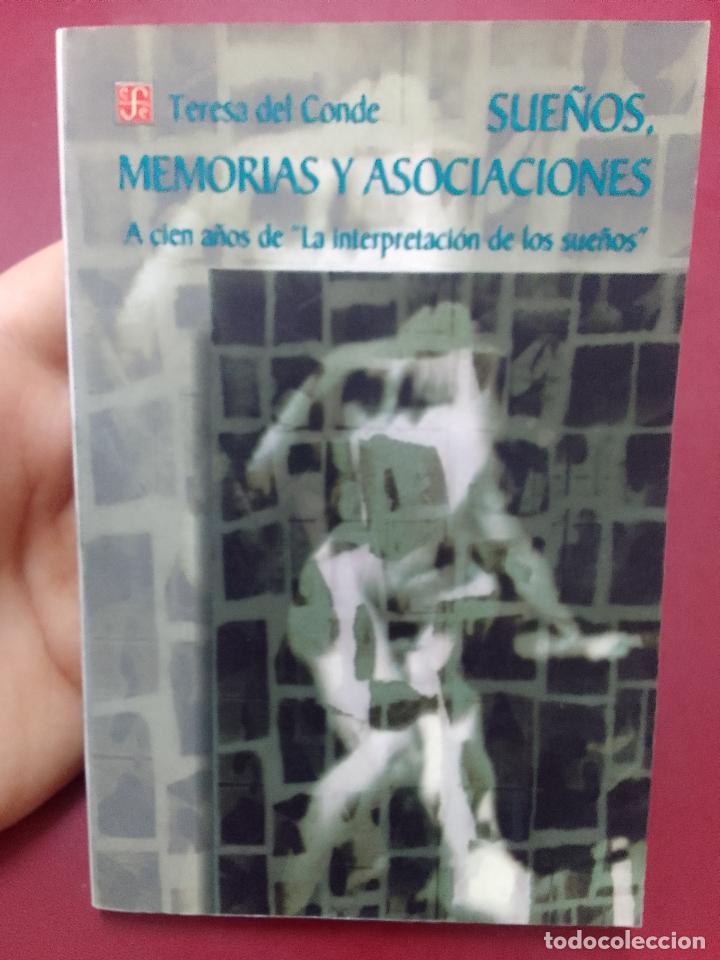 Teresa del Conde
SUEÑOS,
MEMORIAS Y ASOCIACIONES
A cien años de "La interpretación de los sueños"
todocoleccion